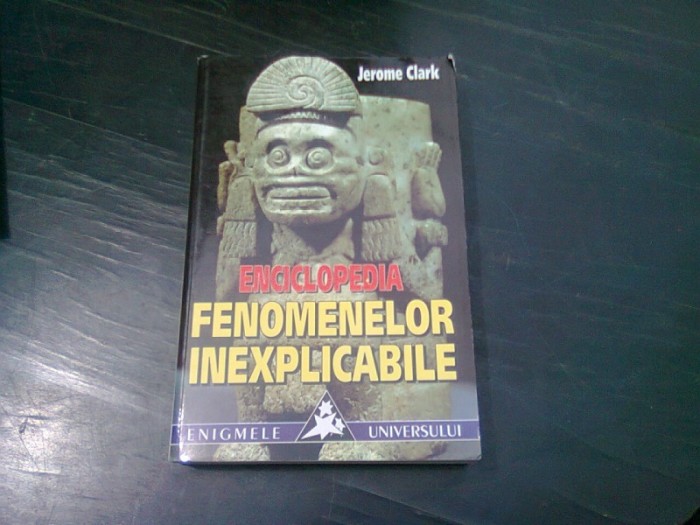 Jerome Clark
ENCICLOPEDIA
FENOMENELOR
INEXPLICABILE
ENIGMELE UNIVERSULUI